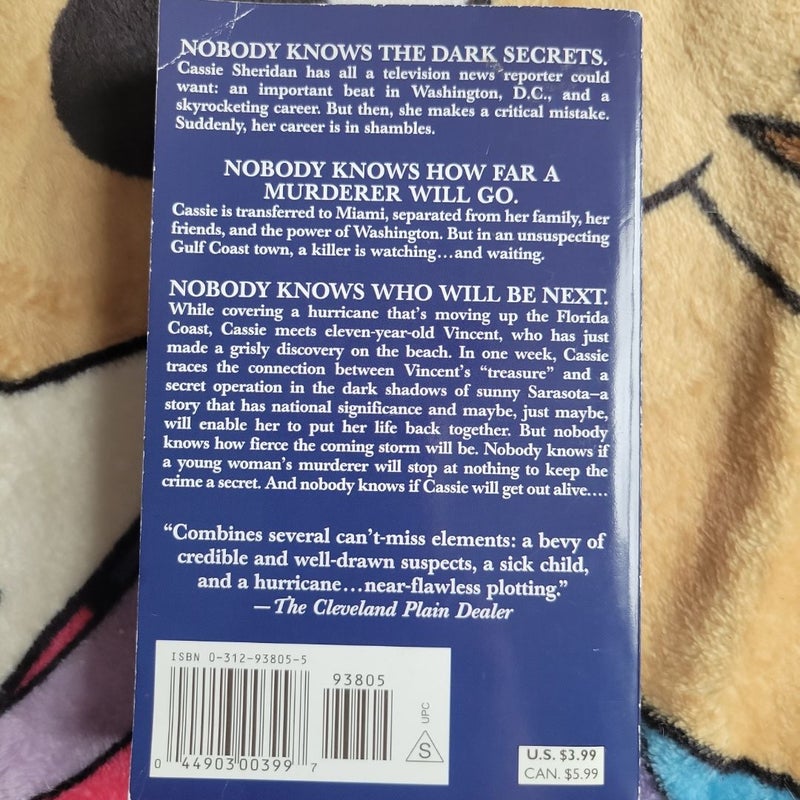 NOBODY KNOWS THE DARK SECRETS.
Cassie Sheridan has all a television news reporter could
want: an important beat in Washington, D.C., and a
skyrocketing career. But then, she makes a critical mistake.
Suddenly, her career is in shambles.
NOBODY KNOWS HOW FAR A
MURDERER WILL GO.
Cassie is transferred to Miami, separated from her family, her
friends, and the power of Washington. But in an unsuspecting
Gulf Coast town, a killer is watching...and waiting.
NOBODY KNOWS WHO WILL BE NEXT.
While covering a hurricane that's moving up the Florida
Coast, Cassie meets eleven-year-old Vincent, who has just
made a grisly discovery on the beach. In one week, Cassie
traces the connection between Vincent's "treasure" and a
secret operation in the dark shadows of sunny Sarasota–a
story that has national significance and maybe, just maybe,
will enable her to put her life back together. But nobody
knows how fierce the coming storm will be. Nobody knows if
a young woman's murderer will stop at nothing to keep the
crime a secret. And nobody knows if Cassie will get out alive....
"Combines several can't-miss elements: a bevy of
credible and well-drawn suspects, a sick child,
and a hurricane...near-flawless plotting."
—The Cleveland Plain Dealer
ISBN 0-312-93805-5
93805
0 44903 00399 7
UPC
S
U.S. $3.99
CAN. $5.99